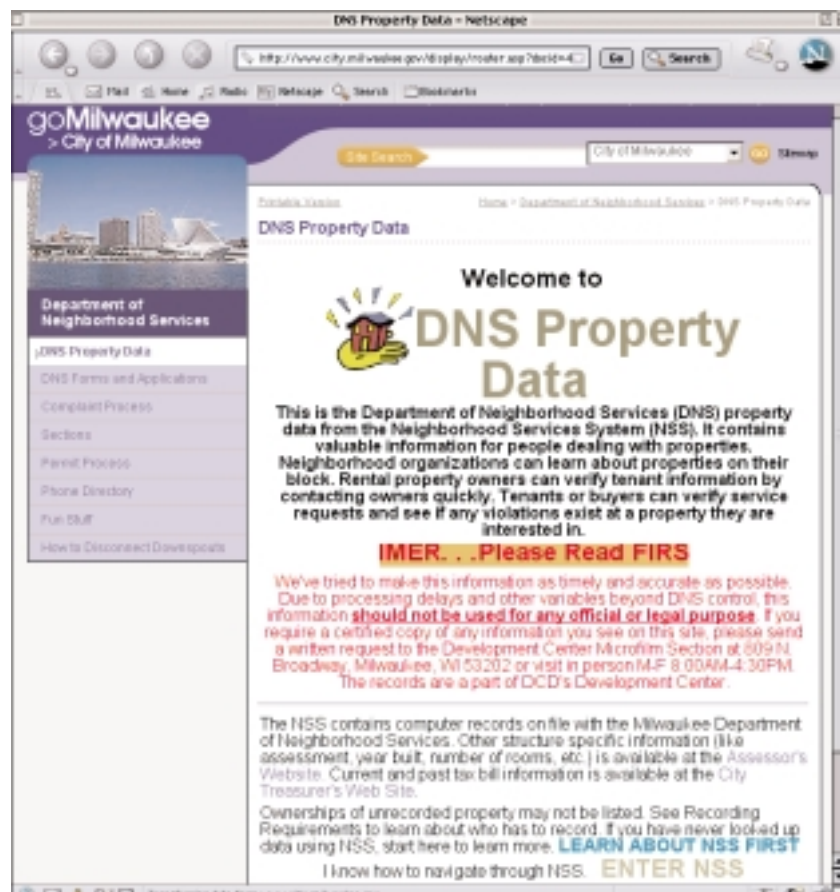 DNS Property Data - Netscape
Go
Search
Mail
Home
Radio
Netscape
Search
Bookmarks
goMilwaukee
> City of Milwaukee
Site Search
City of Milwaukee
GO
Sitemap
Printable Version
Home > Department of Neighborhood Services > DNS Property Data
DNS Property Data
Department of
Neighborhood Services
DNS Property Data
DNS Forms and Applications
Complaint Process
Sections
Permit Process
Phone Directory
Fun Stuff
How to Disconnect Downspouts
Welcome to
DNS Property
Data
This is the Department of Neighborhood Services (DNS) property
data from the Neighborhood Services System (NSS). It contains
valuable information for people dealing with properties.
Neighborhood organizations can learn about properties on their
block. Rental property owners can verify tenant information by
contacting owners quickly. Tenants or buyers can verify service
requests and see if any violations exist at a property they are
interested in.
IMER. . .Please Read FIRS
We've tried to make this information as timely and accurate as possible.
Due to processing delays and other variables beyond DNS control, this
information should not be used for any official or legal purpose. If you
require a certified copy of any information you see on this site, please send
a written request to the Development Center Microfilm Section at 809 N.
Broadway, Milwaukee, WI 53202 or visit in person M-F 8:00AM-4:30PM.
The records are a part of DCD's Development Center.
The NSS contains computer records on file with the Milwaukee Department
of Neighborhood Services. Other structure specific information (like
assessment, year built, number of rooms, etc.) is available at the Assessor's
Website. Current and past tax bill information is available at the City
Treasurer's Web Site.
Ownerships of unrecorded property may not be listed. See Recording
Requirements to learn about who has to record. If you have never looked up
data using NSS, start here to learn more. LEARN ABOUT NSS FIRST
I know how to navigate through NSS. ENTER NSS